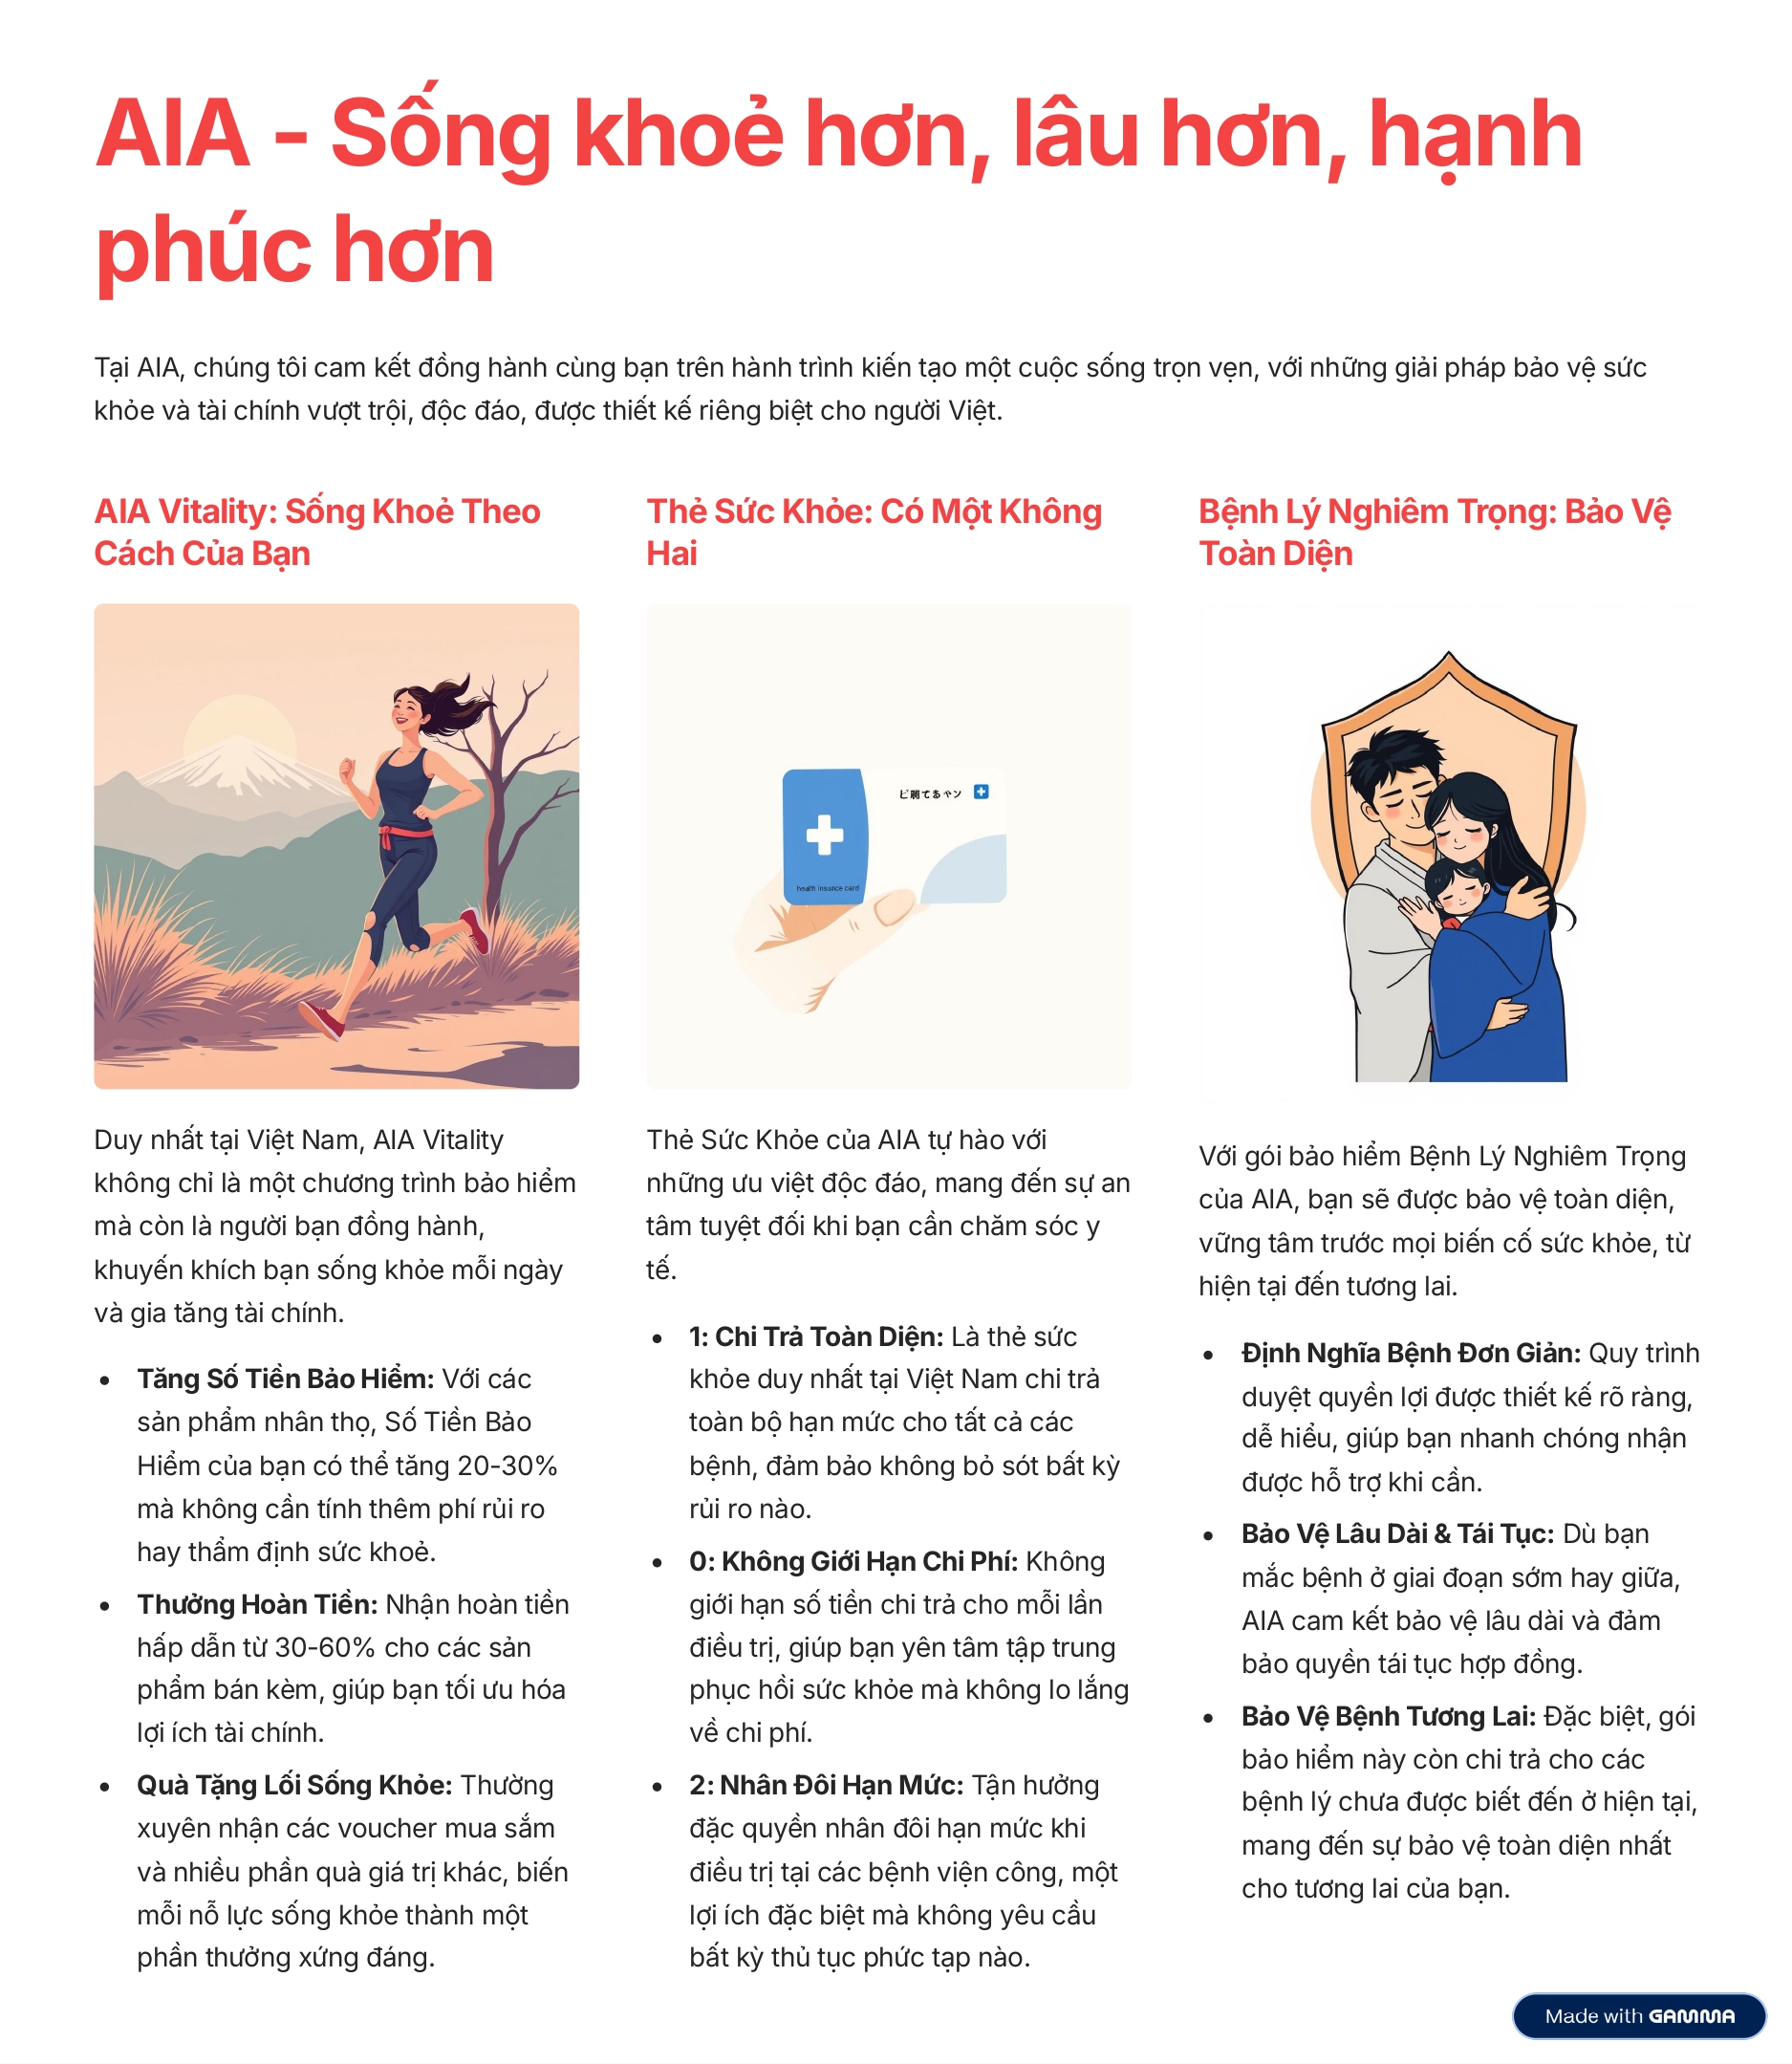 AIA - Sống khoẻ hơn, lâu hơn, hạnh
phúc hơn
Tại AIA, chúng tôi cam kết đồng hành cùng bạn trên hành trình kiến tạo một cuộc sống trọn vẹn, với những giải pháp bảo vệ sức
khỏe và tài chính vượt trội, độc đáo, được thiết kế riêng biệt cho người Việt.
AIA Vitality: Sống Khoẻ Theo
Cách Của Bạn
Duy nhất tại Việt Nam, AIA Vitality
không chỉ là một chương trình bảo hiểm
mà còn là người bạn đồng hành,
khuyến khích bạn sống khỏe mỗi ngày
và gia tăng tài chính.
• Tăng Số Tiền Bảo Hiểm: Với các
sản phẩm nhân thọ, Số Tiền Bảo
Hiểm của bạn có thể tăng 20-30%
mà không cần tính thêm phí rủi ro
hay thẩm định sức khoẻ.
• Thưởng Hoàn Tiền: Nhận hoàn tiền
hấp dẫn từ 30-60% cho các sản
phẩm bán kèm, giúp bạn tối ưu hóa
lợi ích tài chính.
• Quà Tặng Lối Sống Khỏe: Thường
xuyên nhận các voucher mua sắm
và nhiều phần quà giá trị khác, biến
mỗi nỗ lực sống khỏe thành một
phần thưởng xứng đáng.
Thẻ Sức Khỏe: Có Một Không
Hai
health insurance card
Thẻ Sức Khỏe của AIA tự hào với
những ưu việt độc đáo, mang đến sự an
tâm tuyệt đối khi bạn cần chăm sóc y
tế.
• 1: Chi Trả Toàn Diện: Là thẻ sức
khỏe duy nhất tại Việt Nam chi trả
toàn bộ hạn mức cho tất cả các
bệnh, đảm bảo không bỏ sót bất kỳ
rủi ro nào.
• 0: Không Giới Hạn Chi Phí: Không
giới hạn số tiền chi trả cho mỗi lần
điều trị, giúp bạn yên tâm tập trung
phục hồi sức khỏe mà không lo lắng
về chi phí.
• 2: Nhân Đôi Hạn Mức: Tận hưởng
đặc quyền nhân đôi hạn mức khi
điều trị tại các bệnh viện công, một
lợi ích đặc biệt mà không yêu cầu
bất kỳ thủ tục phức tạp nào.
Bệnh Lý Nghiêm Trọng: Bảo Vệ
Toàn Diện
Với gói bảo hiểm Bệnh Lý Nghiêm Trọng
của AIA, bạn sẽ được bảo vệ toàn diện,
vững tâm trước mọi biến cố sức khỏe, từ
hiện tại đến tương lai.
• Định Nghĩa Bệnh Đơn Giản: Quy trình
duyệt quyền lợi được thiết kế rõ ràng,
dễ hiểu, giúp bạn nhanh chóng nhận
được hỗ trợ khi cần.
• Bảo Vệ Lâu Dài & Tái Tục: Dù bạn
mắc bệnh ở giai đoạn sớm hay giữa,
AIA cam kết bảo vệ lâu dài và đảm
bảo quyền tái tục hợp đồng.
• Bảo Vệ Bệnh Tương Lai: Đặc biệt, gói
bảo hiểm này còn chi trả cho các
bệnh lý chưa được biết đến ở hiện tại,
mang đến sự bảo vệ toàn diện nhất
cho tương lai của bạn.
Made with GAMMA